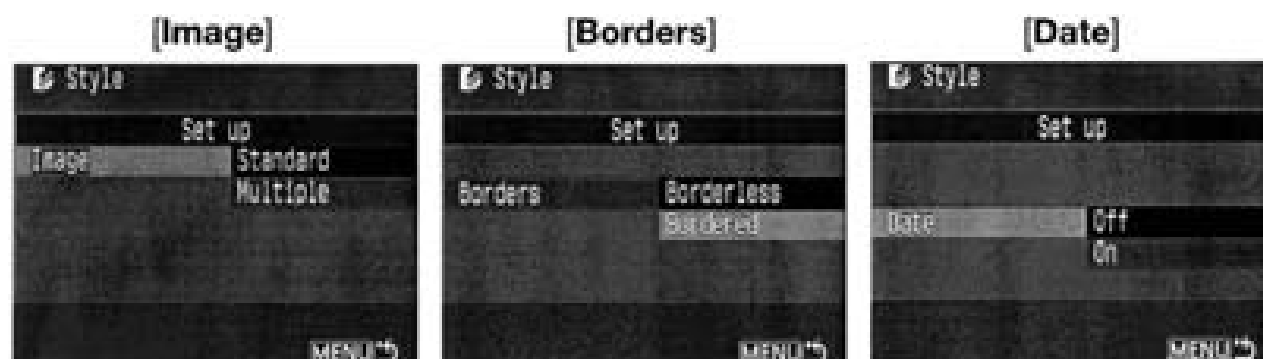 [Image]
Style
Set up
Image Standard
Multiple
MENU
[Borders]
Style
Set up
Borders Borderless
Bordered
MENU
[Date]
Style
Set up
Date Off
On
MENU